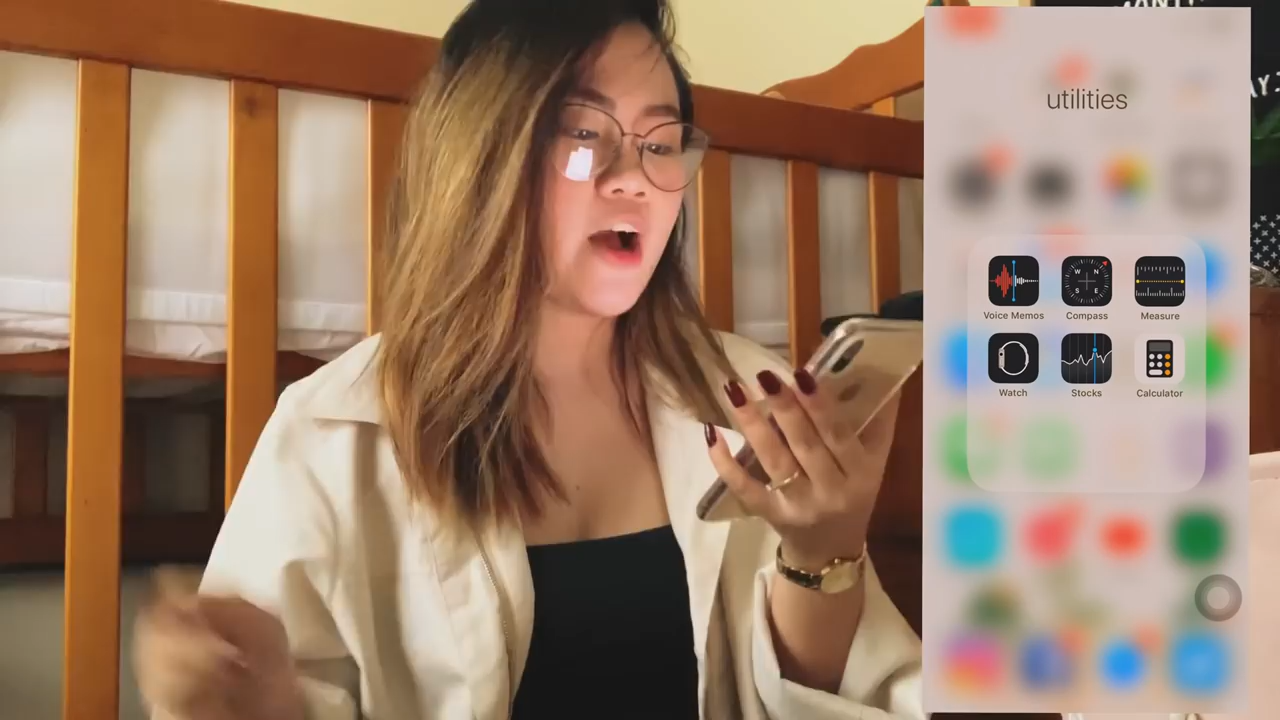 utilities
Voice Memos
Compass
Measure
Watch
Stocks
Calculator
W N
S E